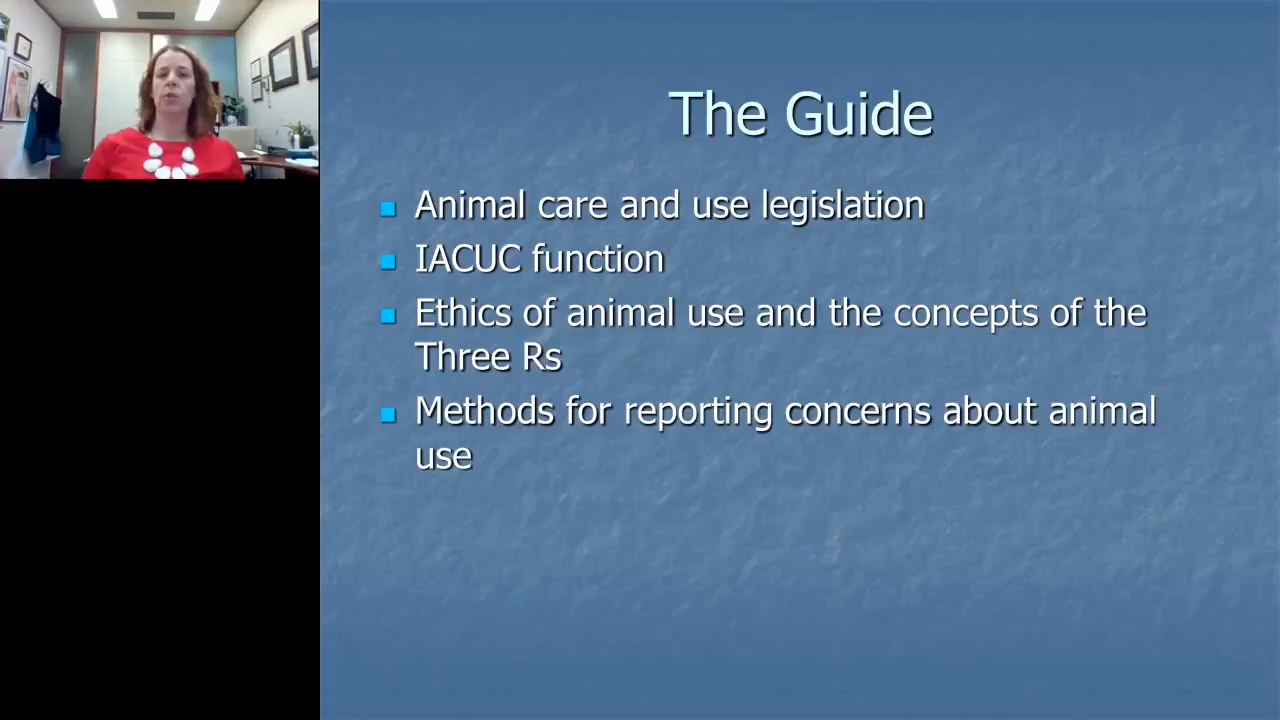 The Guide
Animal care and use legislation
IACUC function
Ethics of animal use and the concepts of the
Three Rs
Methods for reporting concerns about animal
use